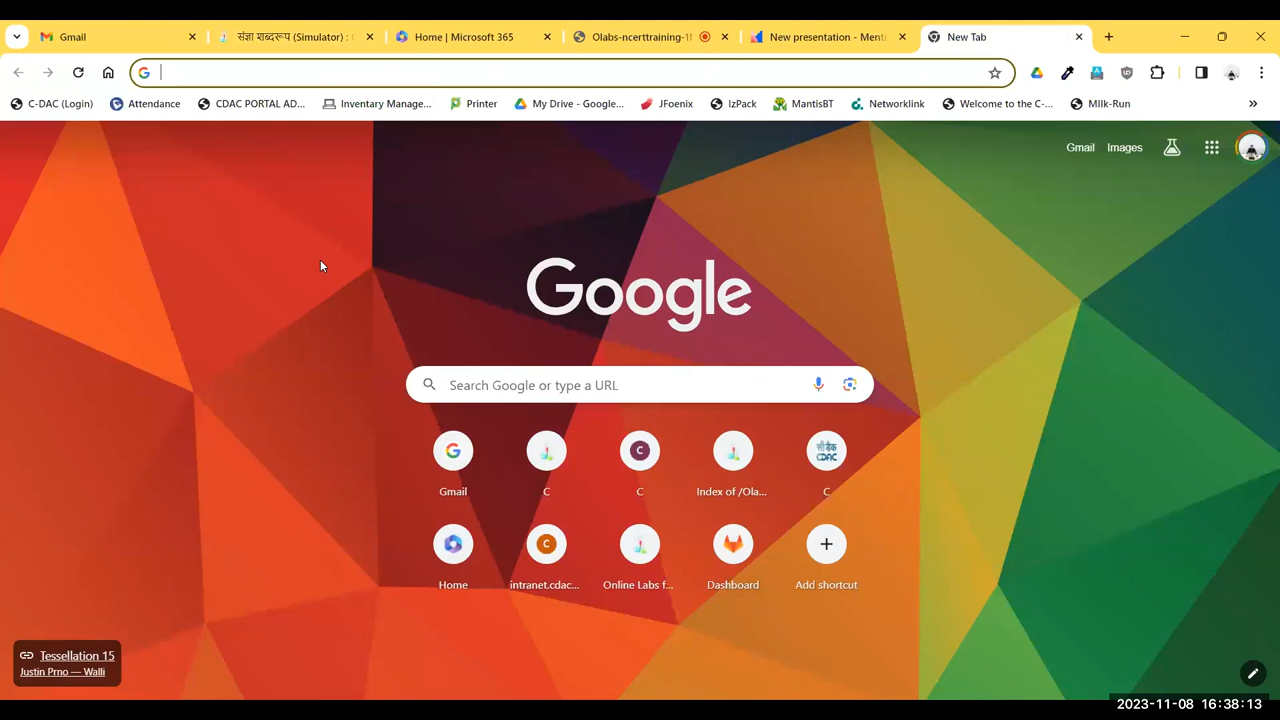 Gmail
संज्ञा शब्दरूप (Simulator) :
Home | Microsoft 365
Olabs-ncerttraining-1
New presentation - Menti
New Tab
C-DAC (Login)
Attendance
CDAC PORTAL AD...
Inventory Manage...
Printer
My Drive - Google...
JFoenix
IzPack
MantisBT
Networklink
Welcome to the C-...
MIlk-Run
Gmail
Images
Google
Search Google or type a URL
Gmail
C
C
Index of /Ola...
C
Home
intranet.cdac...
Online Labs f...
Dashboard
Add shortcut
Tessellation 15
Justin Prno — Walli
2023-11-08 16:38:13